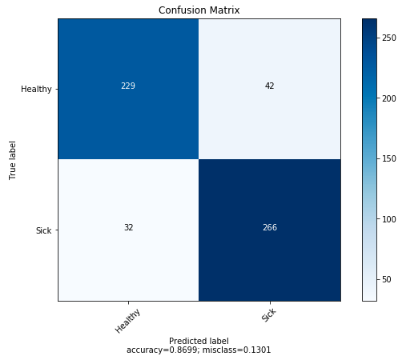 Confusion Matrix
Healthy
229
42
Sick
32
266
True label
Healthy
Sick
Predicted label
accuracy=0.8699; misclass=0.1301
250
200
150
100
50